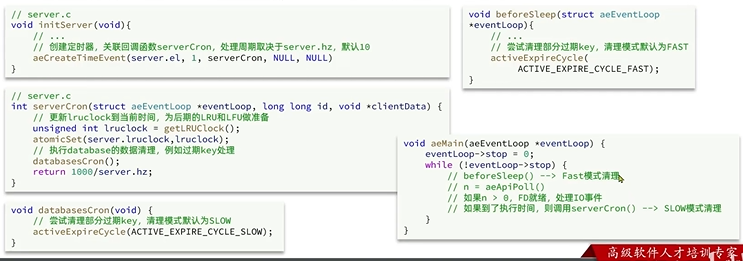 // server.c
void initServer(void){
// ...
// 创建定时器，关联回调函数serverCron，处理周期取决于server.hz，默认10
aeCreateTimeEvent(server.el, 1, serverCron, NULL, NULL)
}
void beforeSleep(struct aeEventLoop
*eventLoop){
// ...
// 尝试清理部分过期key，清理模式默认为FAST
activeExpireCycle(
ACTIVE_EXPIRE_CYCLE_FAST);
}
// server.c
int serverCron(struct aeEventLoop *eventLoop, long long id, void *clientData) {
// 更新lruclock到当前时间，为后期的LRU和LFU做准备
unsigned int lruclock = getLRUClock();
atomicSet(server.lruclock,lruclock);
// 执行database的数据清理，例如过期key处理
databasesCron();
return 1000/server.hz;
}
void aeMain(aeEventLoop *eventLoop) {
eventLoop->stop = 0;
while (!eventLoop->stop) {
// beforeSleep() --> Fast模式清理
// n = aeApiPoll()
// 如果n > 0，FD就绪，处理IO事件
// 如果到了执行时间，则调用serverCron() --> SLOW模式清理
}
}
void databasesCron(void) {
// 尝试清理部分过期key，清理模式默认为SLOW
activeExpireCycle(ACTIVE_EXPIRE_CYCLE_SLOW);
}
高级软件人才培训专家